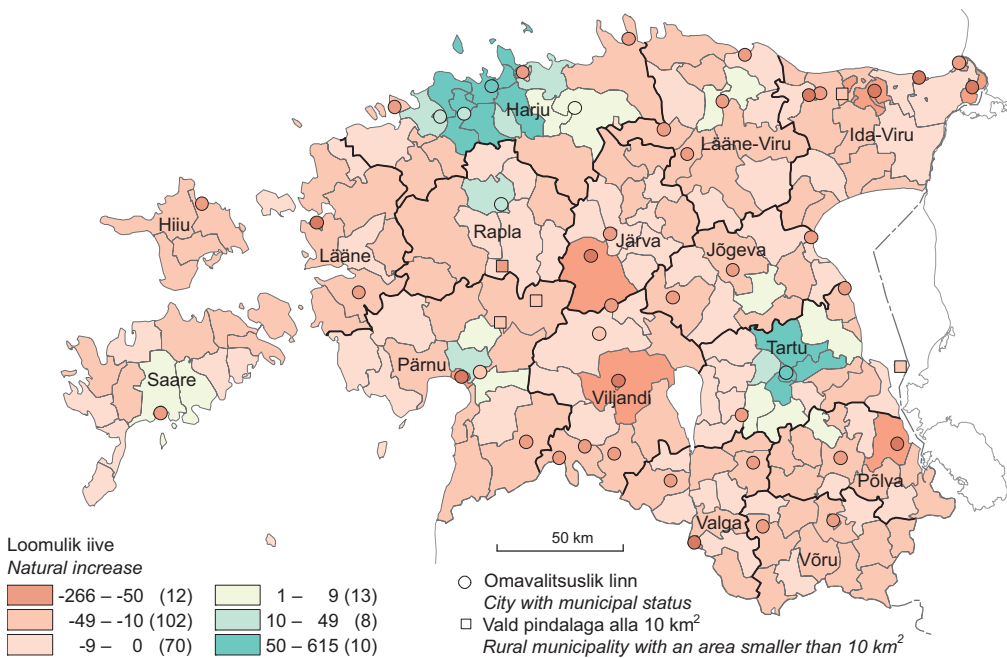 Harju
Lääne-Viru
Ida-Viru
Hiiu
Lääne
Rapla
Järva
Jõgeva
Saare
Pärnu
Viljandi
Tartu
Põlva
Valga
Võru
Loomulik iive
Natural increase
-266 – -50 (12)
-49 – -10 (102)
-9 – 0 (70)
1 – 9 (13)
10 – 49 (8)
50 – 615 (10)
50 km
Omavalitsuslik linn
City with municipal status
Vald pindalaga alla 10 km²
Rural municipality with an area smaller than 10 km²